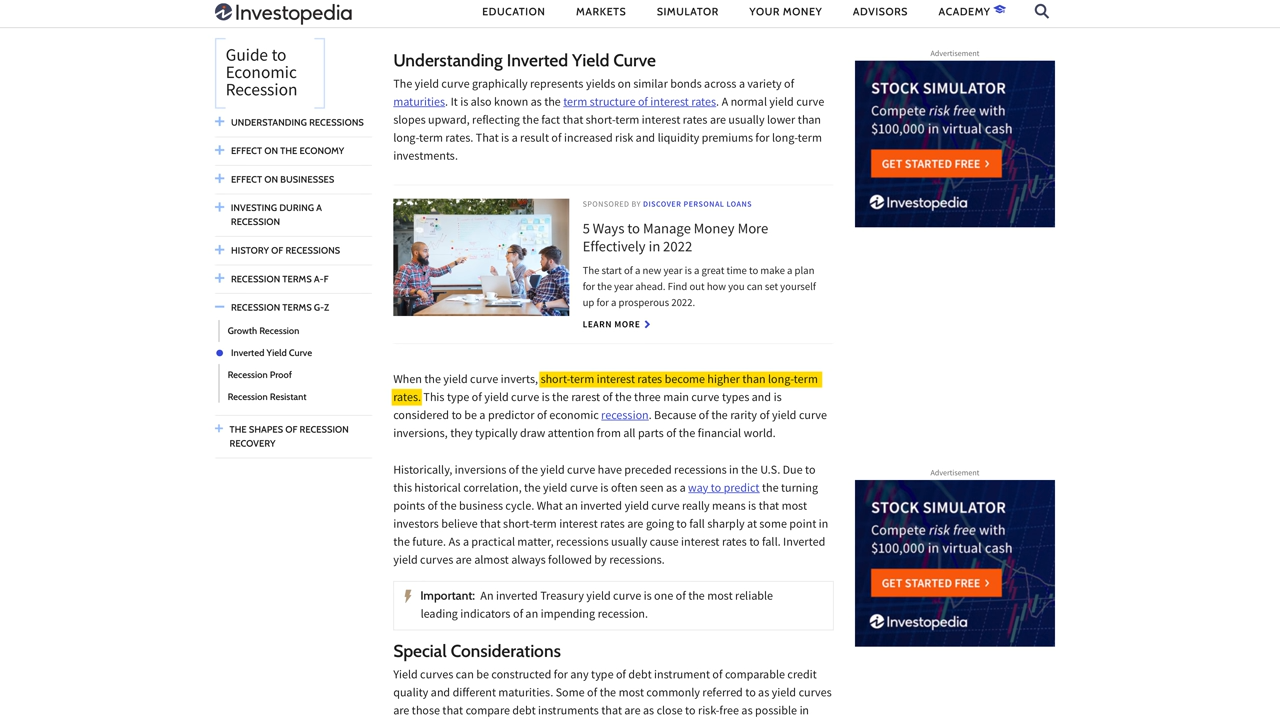 Investopedia
EDUCATION
MARKETS
SIMULATOR
YOUR MONEY
ADVISORS
ACADEMY
Guide to
Economic
Recession
+ UNDERSTANDING RECESSIONS
+ EFFECT ON THE ECONOMY
+ EFFECT ON BUSINESSES
+ INVESTING DURING A
RECESSION
+ HISTORY OF RECESSIONS
+ RECESSION TERMS A-F
− RECESSION TERMS G-Z
Growth Recession
Inverted Yield Curve
Recession Proof
Recession Resistant
+ THE SHAPES OF RECESSION
RECOVERY
Understanding Inverted Yield Curve
The yield curve graphically represents yields on similar bonds across a variety of
maturities. It is also known as the term structure of interest rates. A normal yield curve
slopes upward, reflecting the fact that short-term interest rates are usually lower than
long-term rates. That is a result of increased risk and liquidity premiums for long-term
investments.
SPONSORED BY DISCOVER PERSONAL LOANS
5 Ways to Manage Money More
Effectively in 2022
The start of a new year is a great time to make a plan
for the year ahead. Find out how you can set yourself
up for a prosperous 2022.
LEARN MORE >
When the yield curve inverts, short-term interest rates become higher than long-term
rates. This type of yield curve is the rarest of the three main curve types and is
considered to be a predictor of economic recession. Because of the rarity of yield curve
inversions, they typically draw attention from all parts of the financial world.
Historically, inversions of the yield curve have preceded recessions in the U.S. Due to
this historical correlation, the yield curve is often seen as a way to predict the turning
points of the business cycle. What an inverted yield curve really means is that most
investors believe that short-term interest rates are going to fall sharply at some point in
the future. As a practical matter, recessions usually cause interest rates to fall. Inverted
yield curves are almost always followed by recessions.
Important: An inverted Treasury yield curve is one of the most reliable
leading indicators of an impending recession.
Special Considerations
Yield curves can be constructed for any type of debt instrument of comparable credit
quality and different maturities. Some of the most commonly referred to as yield curves
are those that compare debt instruments that are as close to risk-free as possible in
Advertisement
STOCK SIMULATOR
Compete risk free with
$100,000 in virtual cash
GET STARTED FREE >
Investopedia
Advertisement
STOCK SIMULATOR
Compete risk free with
$100,000 in virtual cash
GET STARTED FREE >
Investopedia